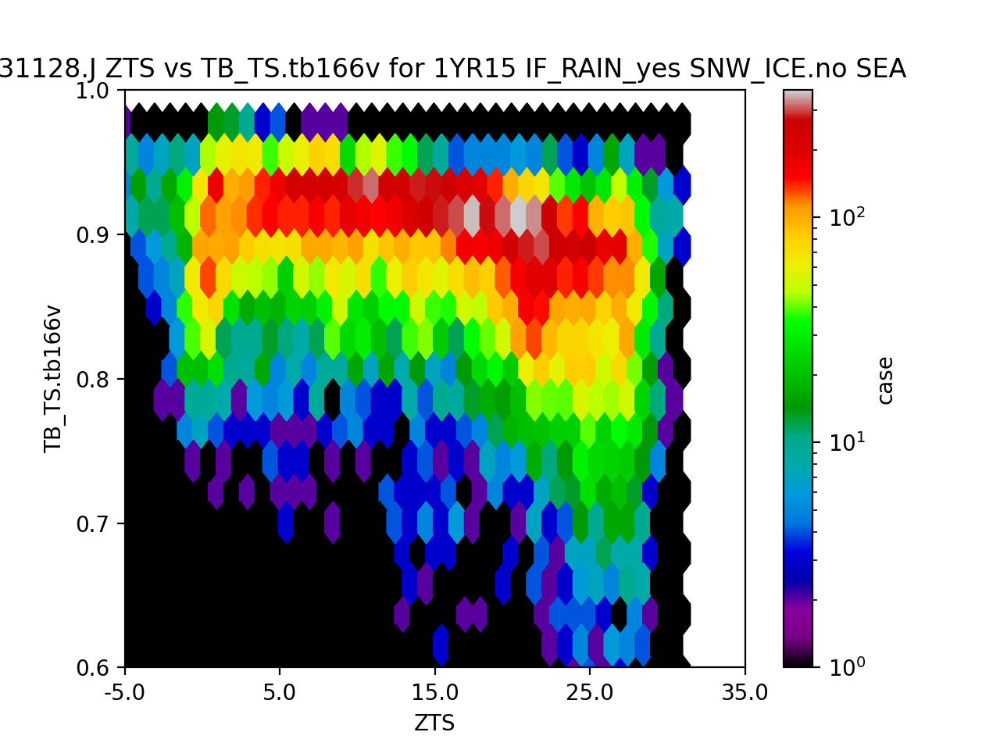 31128.J ZTS vs TB_TS.tb166v for 1YR15 IF_RAIN_yes SNW_ICE.no SEA
1.0
0.9
0.8
0.7
0.6
TB_TS.tb166v
-5.0 5.0 15.0 25.0 35.0
ZTS
10²
10¹
10⁰
case